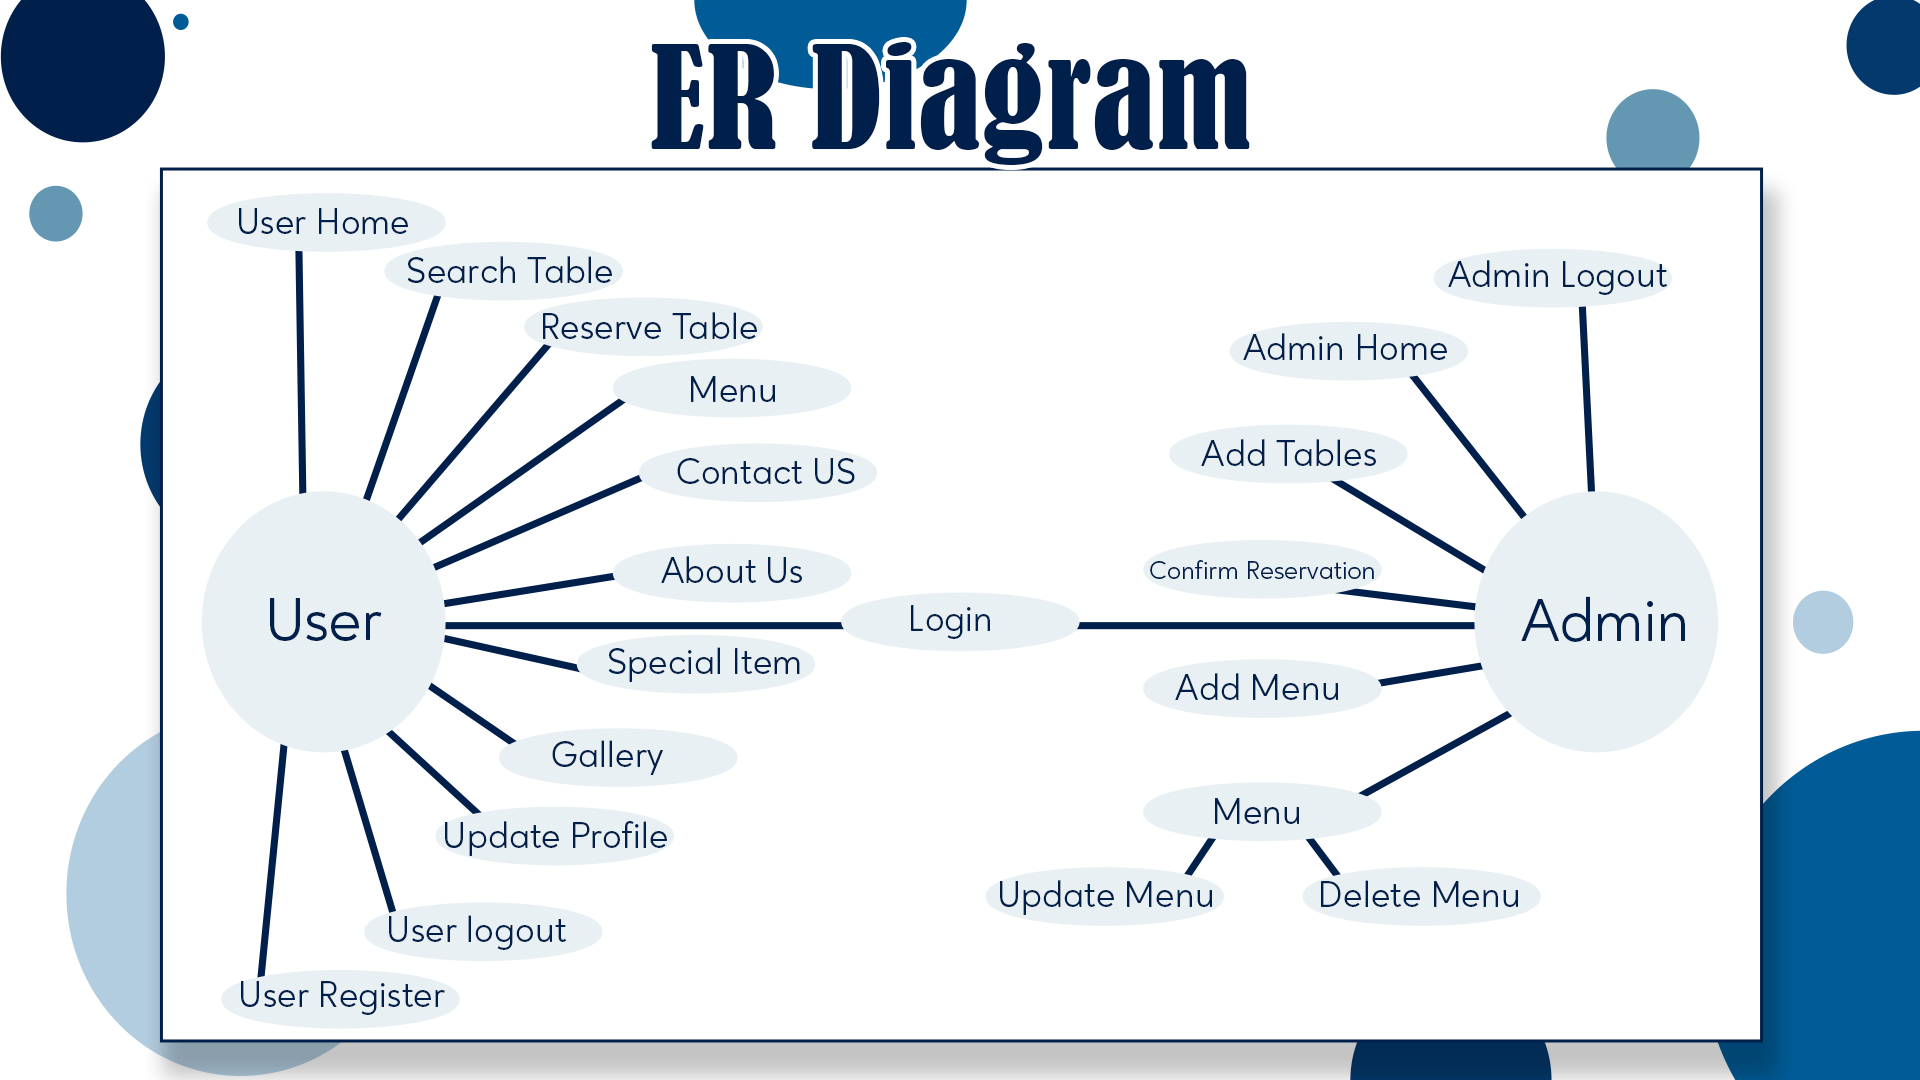 ER Diagram
User Home
Search Table
Reserve Table
Menu
Contact US
About Us
Login
Special Item
Gallery
Update Profile
User logout
User Register
User
Admin Logout
Admin Home
Add Tables
Confirm Reservation
Add Menu
Menu
Update Menu
Delete Menu
Admin